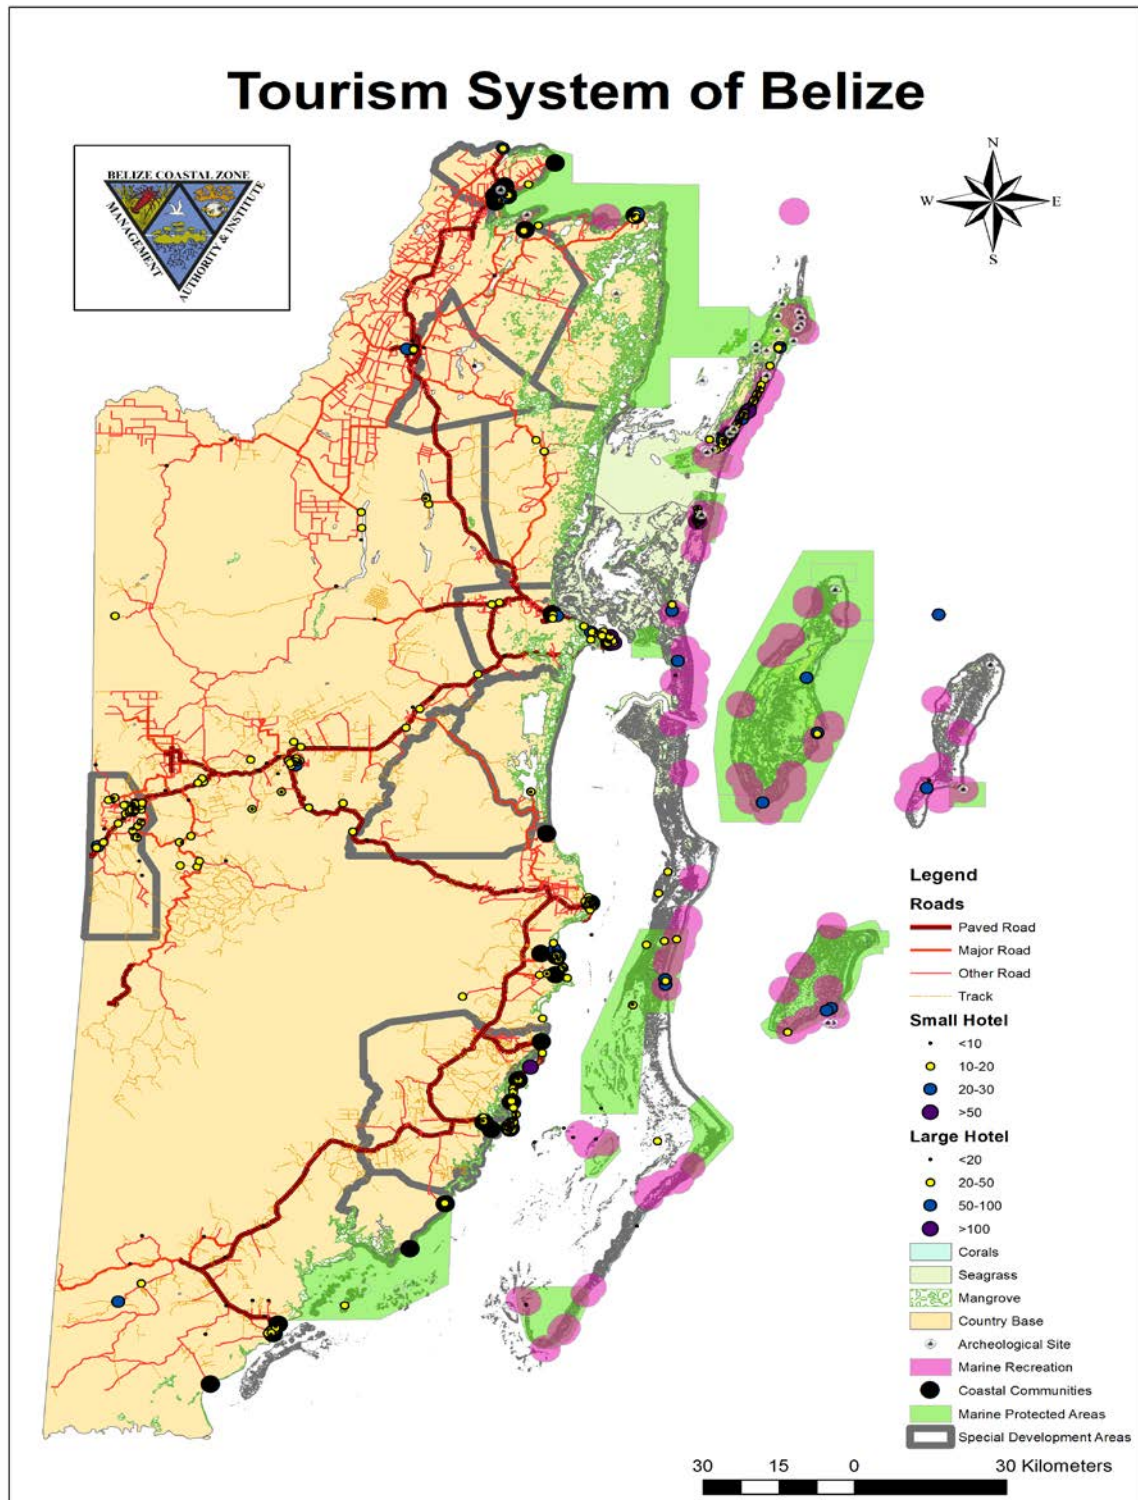 Tourism System of Belize
BELIZE COASTAL ZONE
MANAGEMENT
AUTHORITY & INSTITUTE
N
W
E
S
Legend
Roads
Paved Road
Major Road
Other Road
Track
Small Hotel
<10
10-20
20-30
>50
Large Hotel
<20
20-50
50-100
>100
Corals
Seagrass
Mangrove
Country Base
Archeological Site
Marine Recreation
Coastal Communities
Marine Protected Areas
Special Development Areas
30 15 0 30 Kilometers